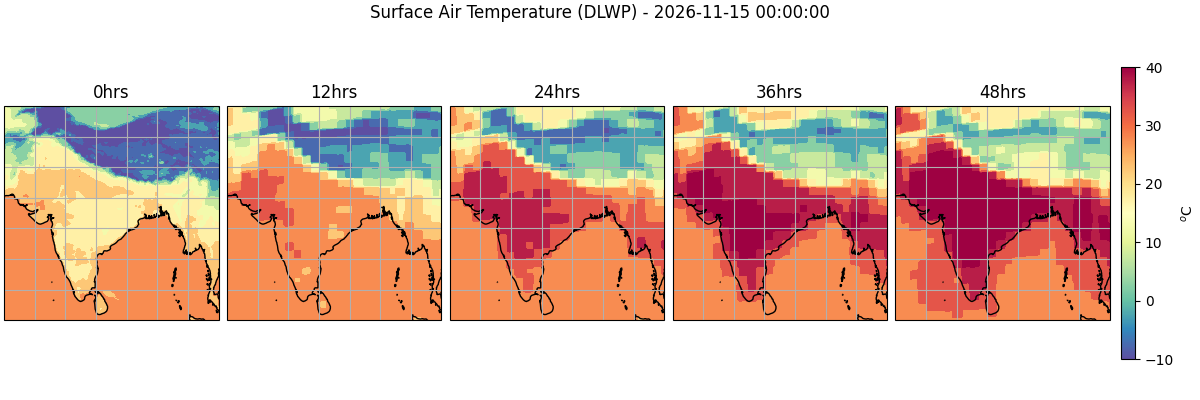 Surface Air Temperature (DLWP) - 2026-11-15 00:00:00
0hrs
12hrs
24hrs
36hrs
48hrs
40
30
20
10
0
−10
°C